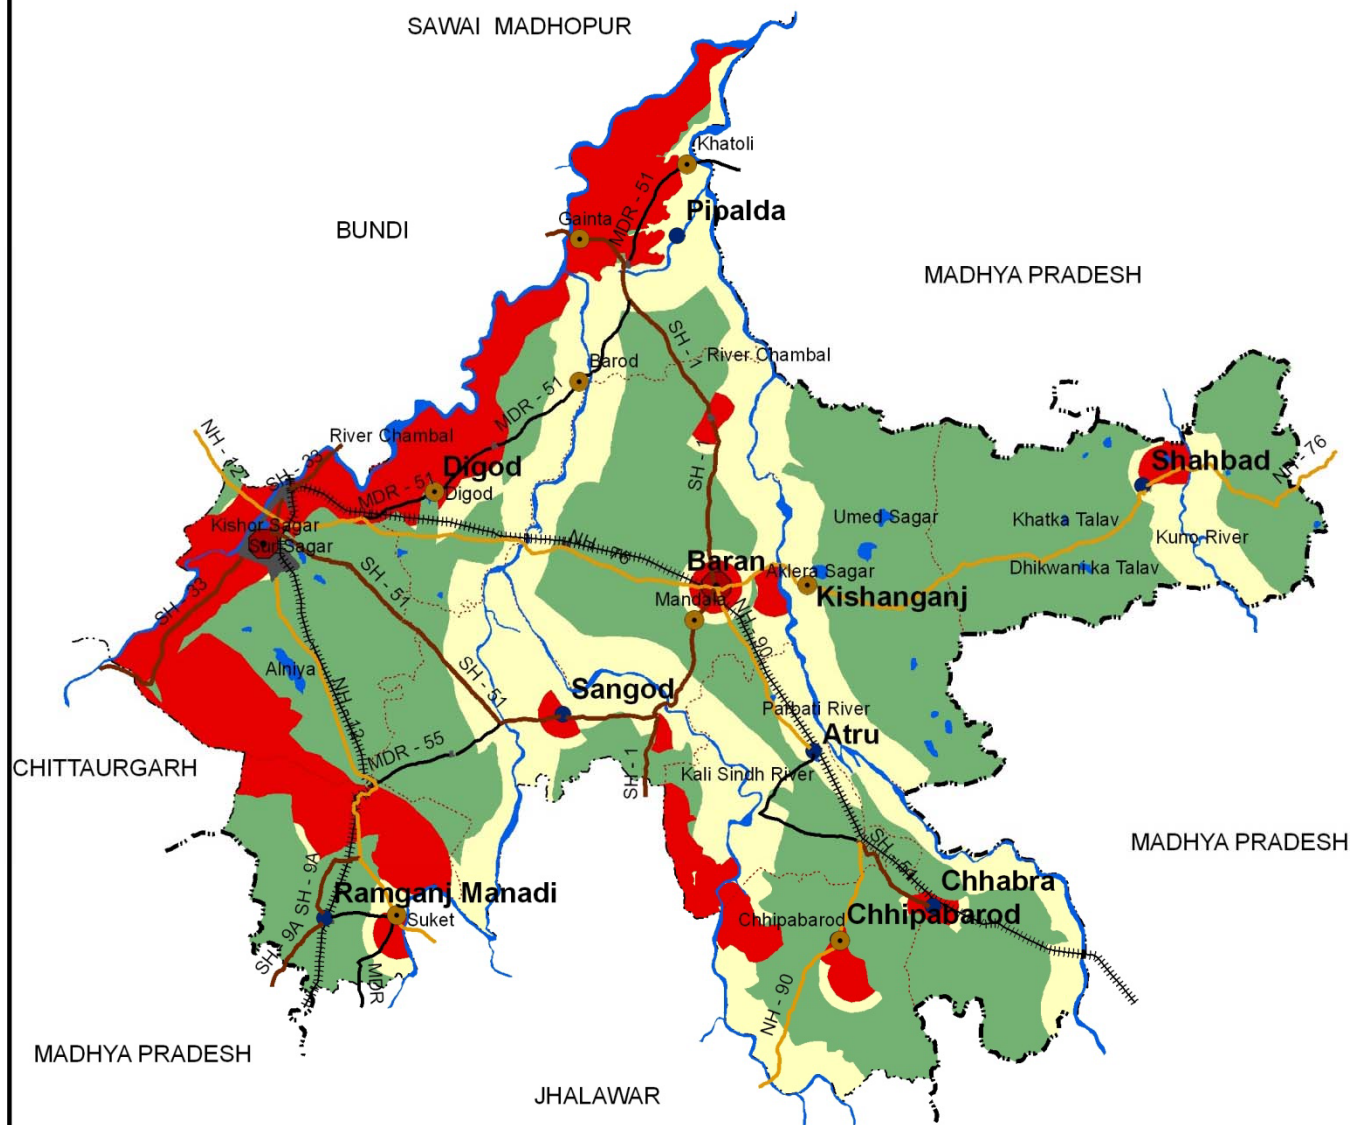 SAWAI  MADHOPUR
Khatoli
MDR - 51
Pipalda
Gainta
BUNDI
MADHYA PRADESH
SH - 1
River Chambal
Barod
MDR - 51
NH - 12
River Chambal
SH - 33
Digod
Digod
MDR - 51
SH - 1
Shahbad
NH - 76
Umed Sagar
Khatka Talav
Kuno River
Kishor Sagar
Suri Sagar
NH - 76
Baran
Aklera Sagar
Dhikwani ka Talav
Kishanganj
SH - 51
Mandala
SH - 33
NH - 90
Alniya
NH - 12
SH - 51
Sangod
Parbati River
Atru
MDR - 55
CHITTAURGARH
SH - 1
Kali Sindh River
MADHYA PRADESH
SH - 51
SH - 9A
Ramganj Manadi
Chhabra
Suket
Chhipabarod
Chhipabarod
SH - 9A
MDR
NH - 90
MADHYA PRADESH
JHALAWAR